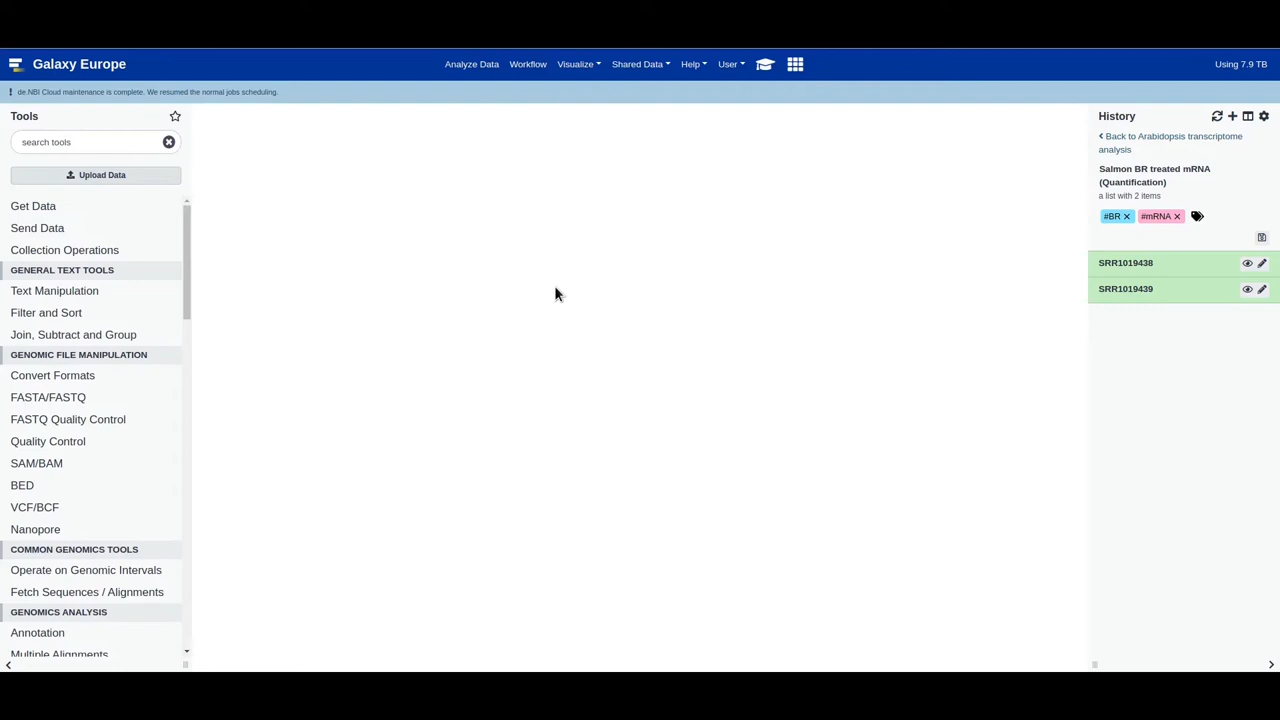 Galaxy Europe
Analyze Data Workflow Visualize Shared Data Help User
Using 7.9 TB
de.NBI Cloud maintenance is complete. We resumed the normal jobs scheduling.
Tools
search tools
Upload Data
Get Data
Send Data
Collection Operations
GENERAL TEXT TOOLS
Text Manipulation
Filter and Sort
Join, Subtract and Group
GENOMIC FILE MANIPULATION
Convert Formats
FASTA/FASTQ
FASTQ Quality Control
Quality Control
SAM/BAM
BED
VCF/BCF
Nanopore
COMMON GENOMICS TOOLS
Operate on Genomic Intervals
Fetch Sequences / Alignments
GENOMICS ANALYSIS
Annotation
Multiple Alignments
History
Back to Arabidopsis transcriptome
analysis
Salmon BR treated mRNA
(Quantification)
a list with 2 items
#BR #mRNA
SRR1019438
SRR1019439